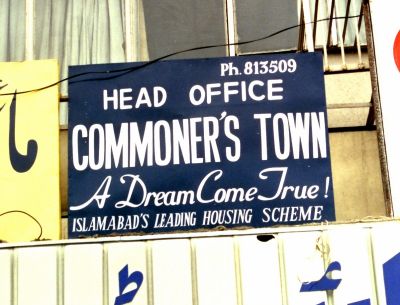 Ph. 813509
HEAD OFFICE
COMMONER'S TOWN
A Dream Come True!
ISLAMABAD'S LEADING HOUSING SCHEME